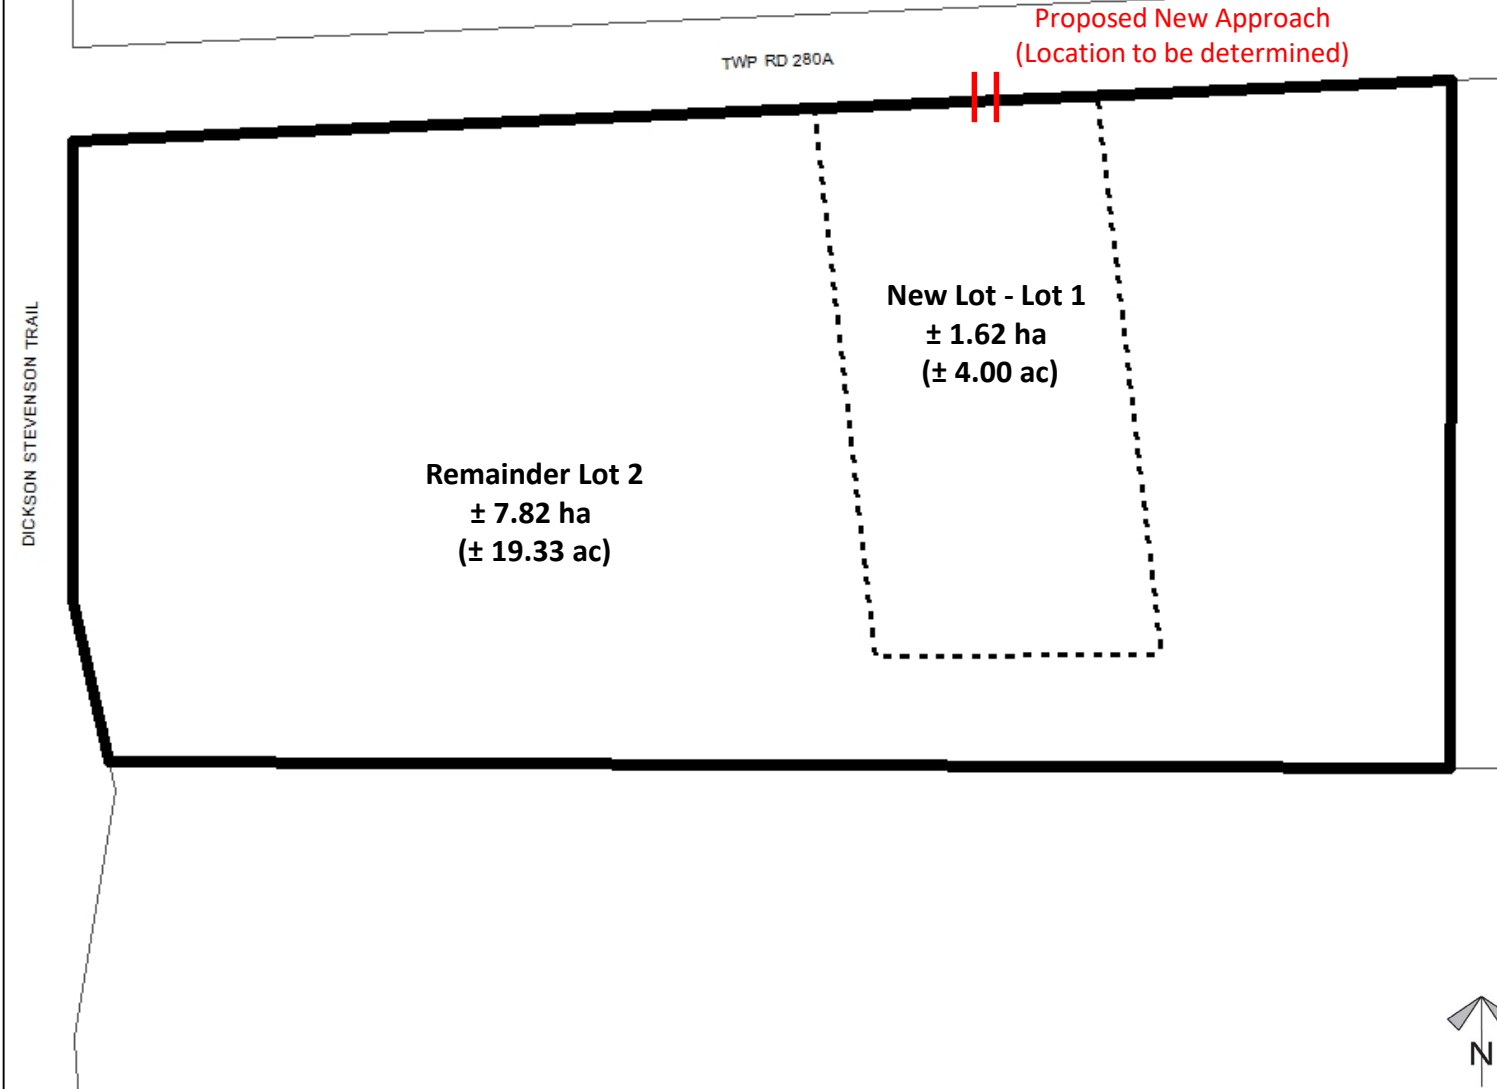 Proposed New Approach
(Location to be determined)
TWP RD 280A
New Lot - Lot 1
± 1.62 ha
(± 4.00 ac)
DICKSON STEVENSON TRAIL
Remainder Lot 2
± 7.82 ha
(± 19.33 ac)
N